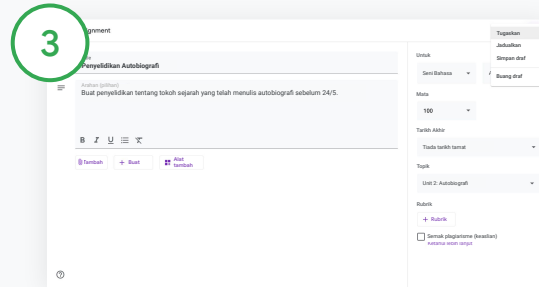 3
gnment
Penyelidikan Autobiografi
Arahan (pilihan)
Buat penyelidikan tentang tokoh sejarah yang telah menulis autobiografi sebelum 24/5.
B I U
Tambah
+ Buat
Alat tambah
Untuk
Seni Bahasa
Mata
100
Tarikh Akhir
Tiada tarikh tamat
Topik
Unit 2: Autobiografi
Rubrik
+ Rubrik
Semak plagiarisme (keaslian)
Tugaskan
Jadualkan
Simpan draf
Buang draf